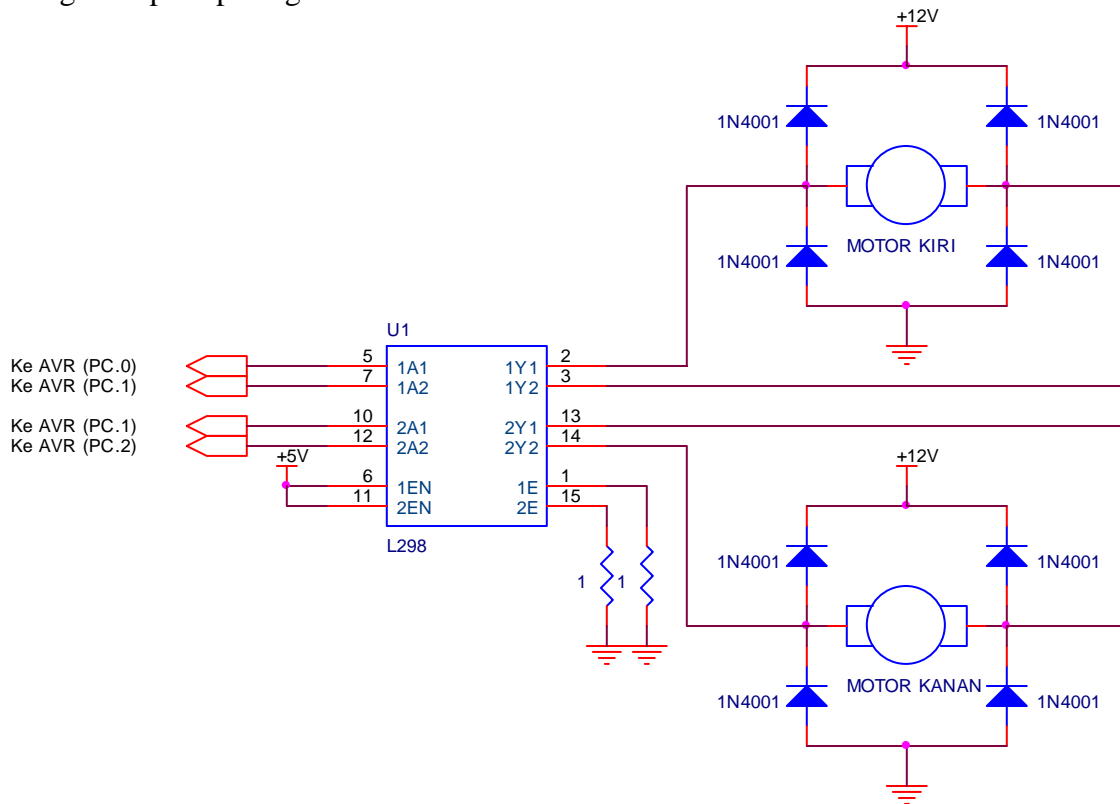 +12V
1N4001
1N4001
MOTOR KIRI
1N4001
1N4001
U1
Ke AVR (PC.0)
5
1A1
1Y1
2
Ke AVR (PC.1)
7
1A2
1Y2
3
Ke AVR (PC.1)
10
2A1
2Y1
13
Ke AVR (PC.2)
12
2A2
2Y2
14
+5V
6
1EN
1E
1
11
2EN
2E
15
L298
1
1
+12V
1N4001
1N4001
MOTOR KANAN
1N4001
1N4001